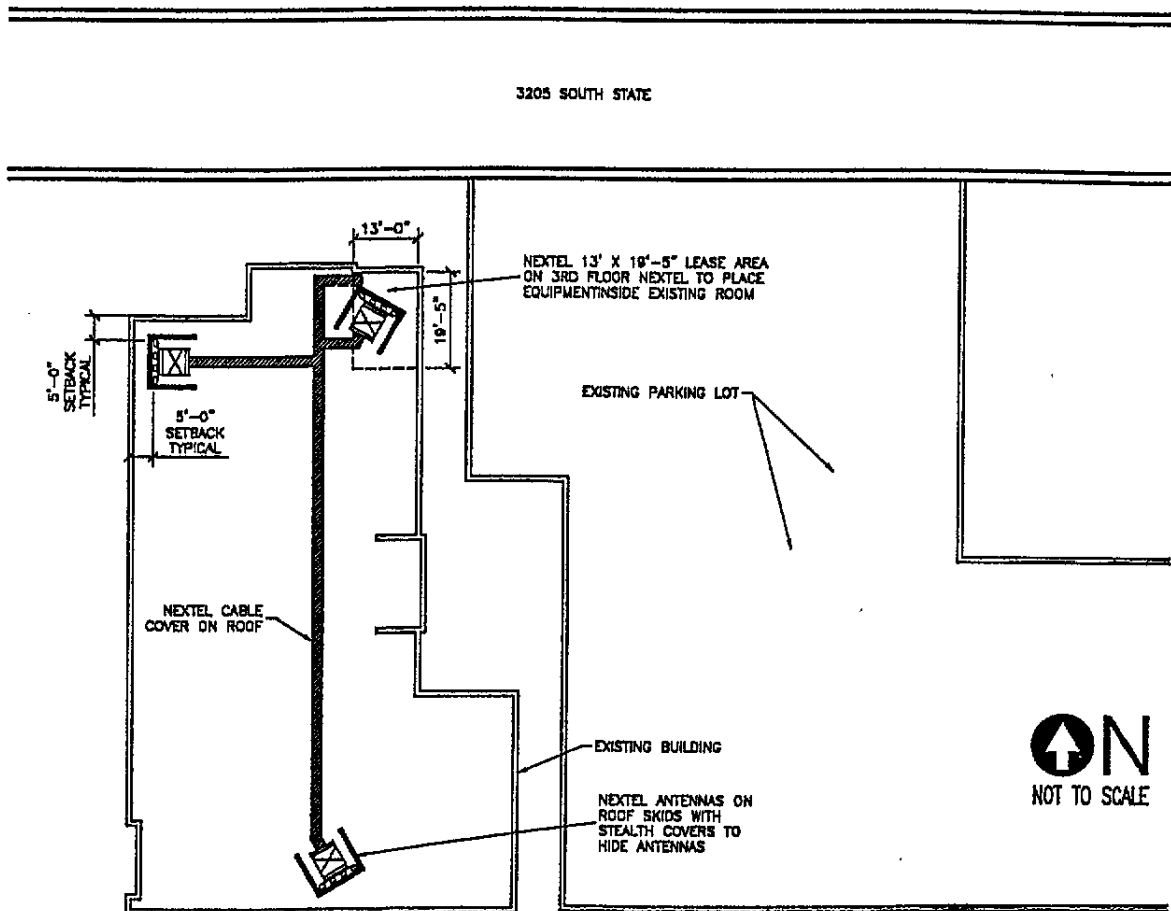 3205 SOUTH STATE
13'-0"
NEXTEL 13' X 19'-5" LEASE AREA
ON 3RD FLOOR NEXTEL TO PLACE
EQUIPMENTINSIDE EXISTING ROOM
19'-5"
5'-0"
SETBACK
TYPICAL
5'-0"
SETBACK
TYPICAL
EXISTING PARKING LOT
NEXTEL CABLE
COVER ON ROOF
EXISTING BUILDING
NEXTEL ANTENNAS ON
ROOF SKIDS WITH
STEALTH COVERS TO
HIDE ANTENNAS
N
NOT TO SCALE